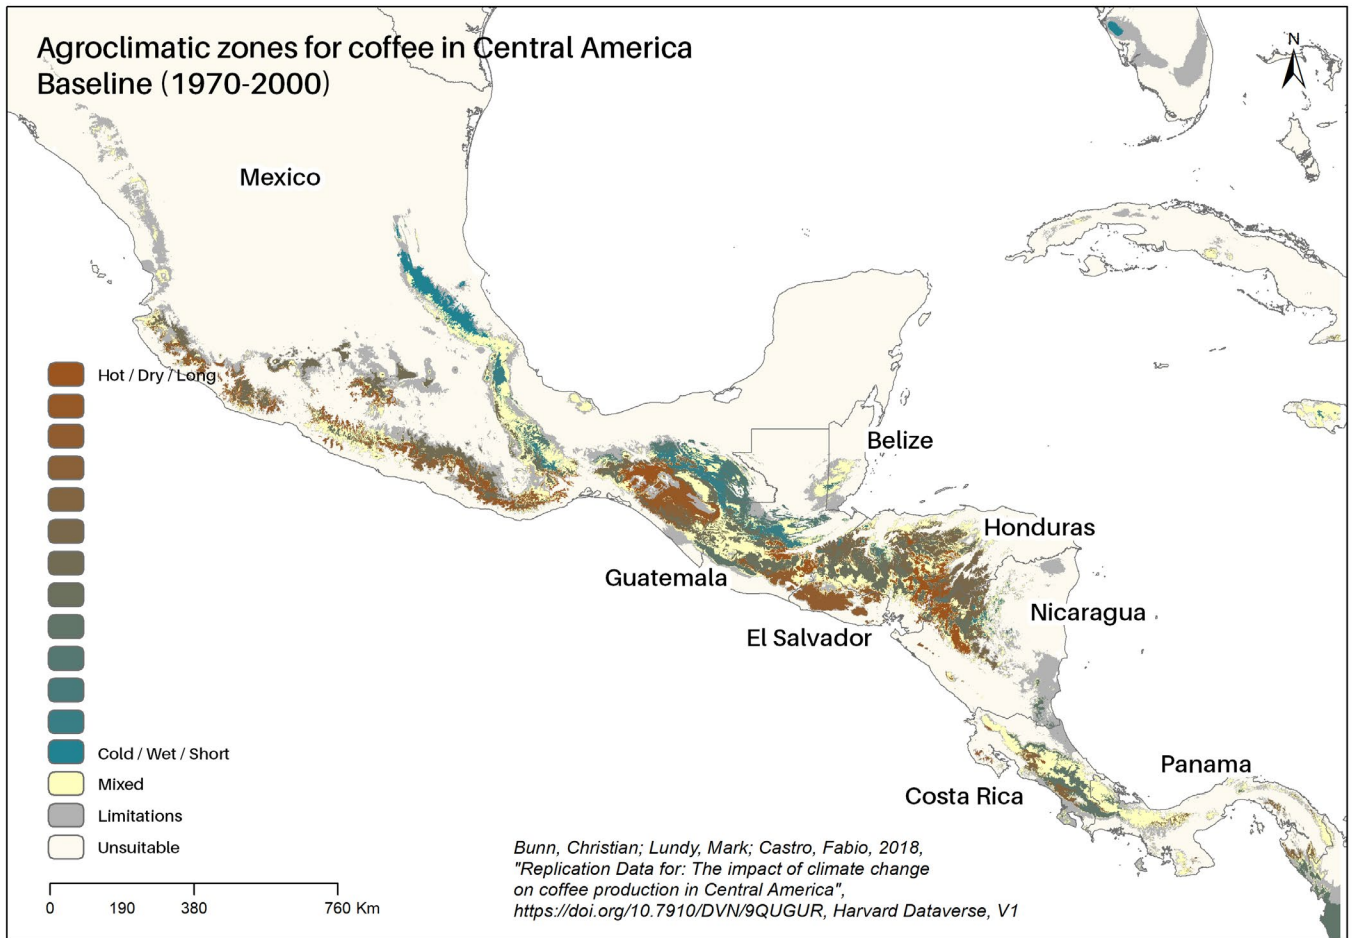 Agroclimatic zones for coffee in Central America
Baseline (1970-2000)
N
Mexico
Hot / Dry / Long
Belize
Honduras
Guatemala
Nicaragua
El Salvador
Cold / Wet / Short
Panama
Mixed
Costa Rica
Limitations
Unsuitable
Bunn, Christian; Lundy, Mark; Castro, Fabio, 2018,
"Replication Data for: The impact of climate change
on coffee production in Central America",
https://doi.org/10.7910/DVN/9QUGUR, Harvard Dataverse, V1
0 190 380 760 Km